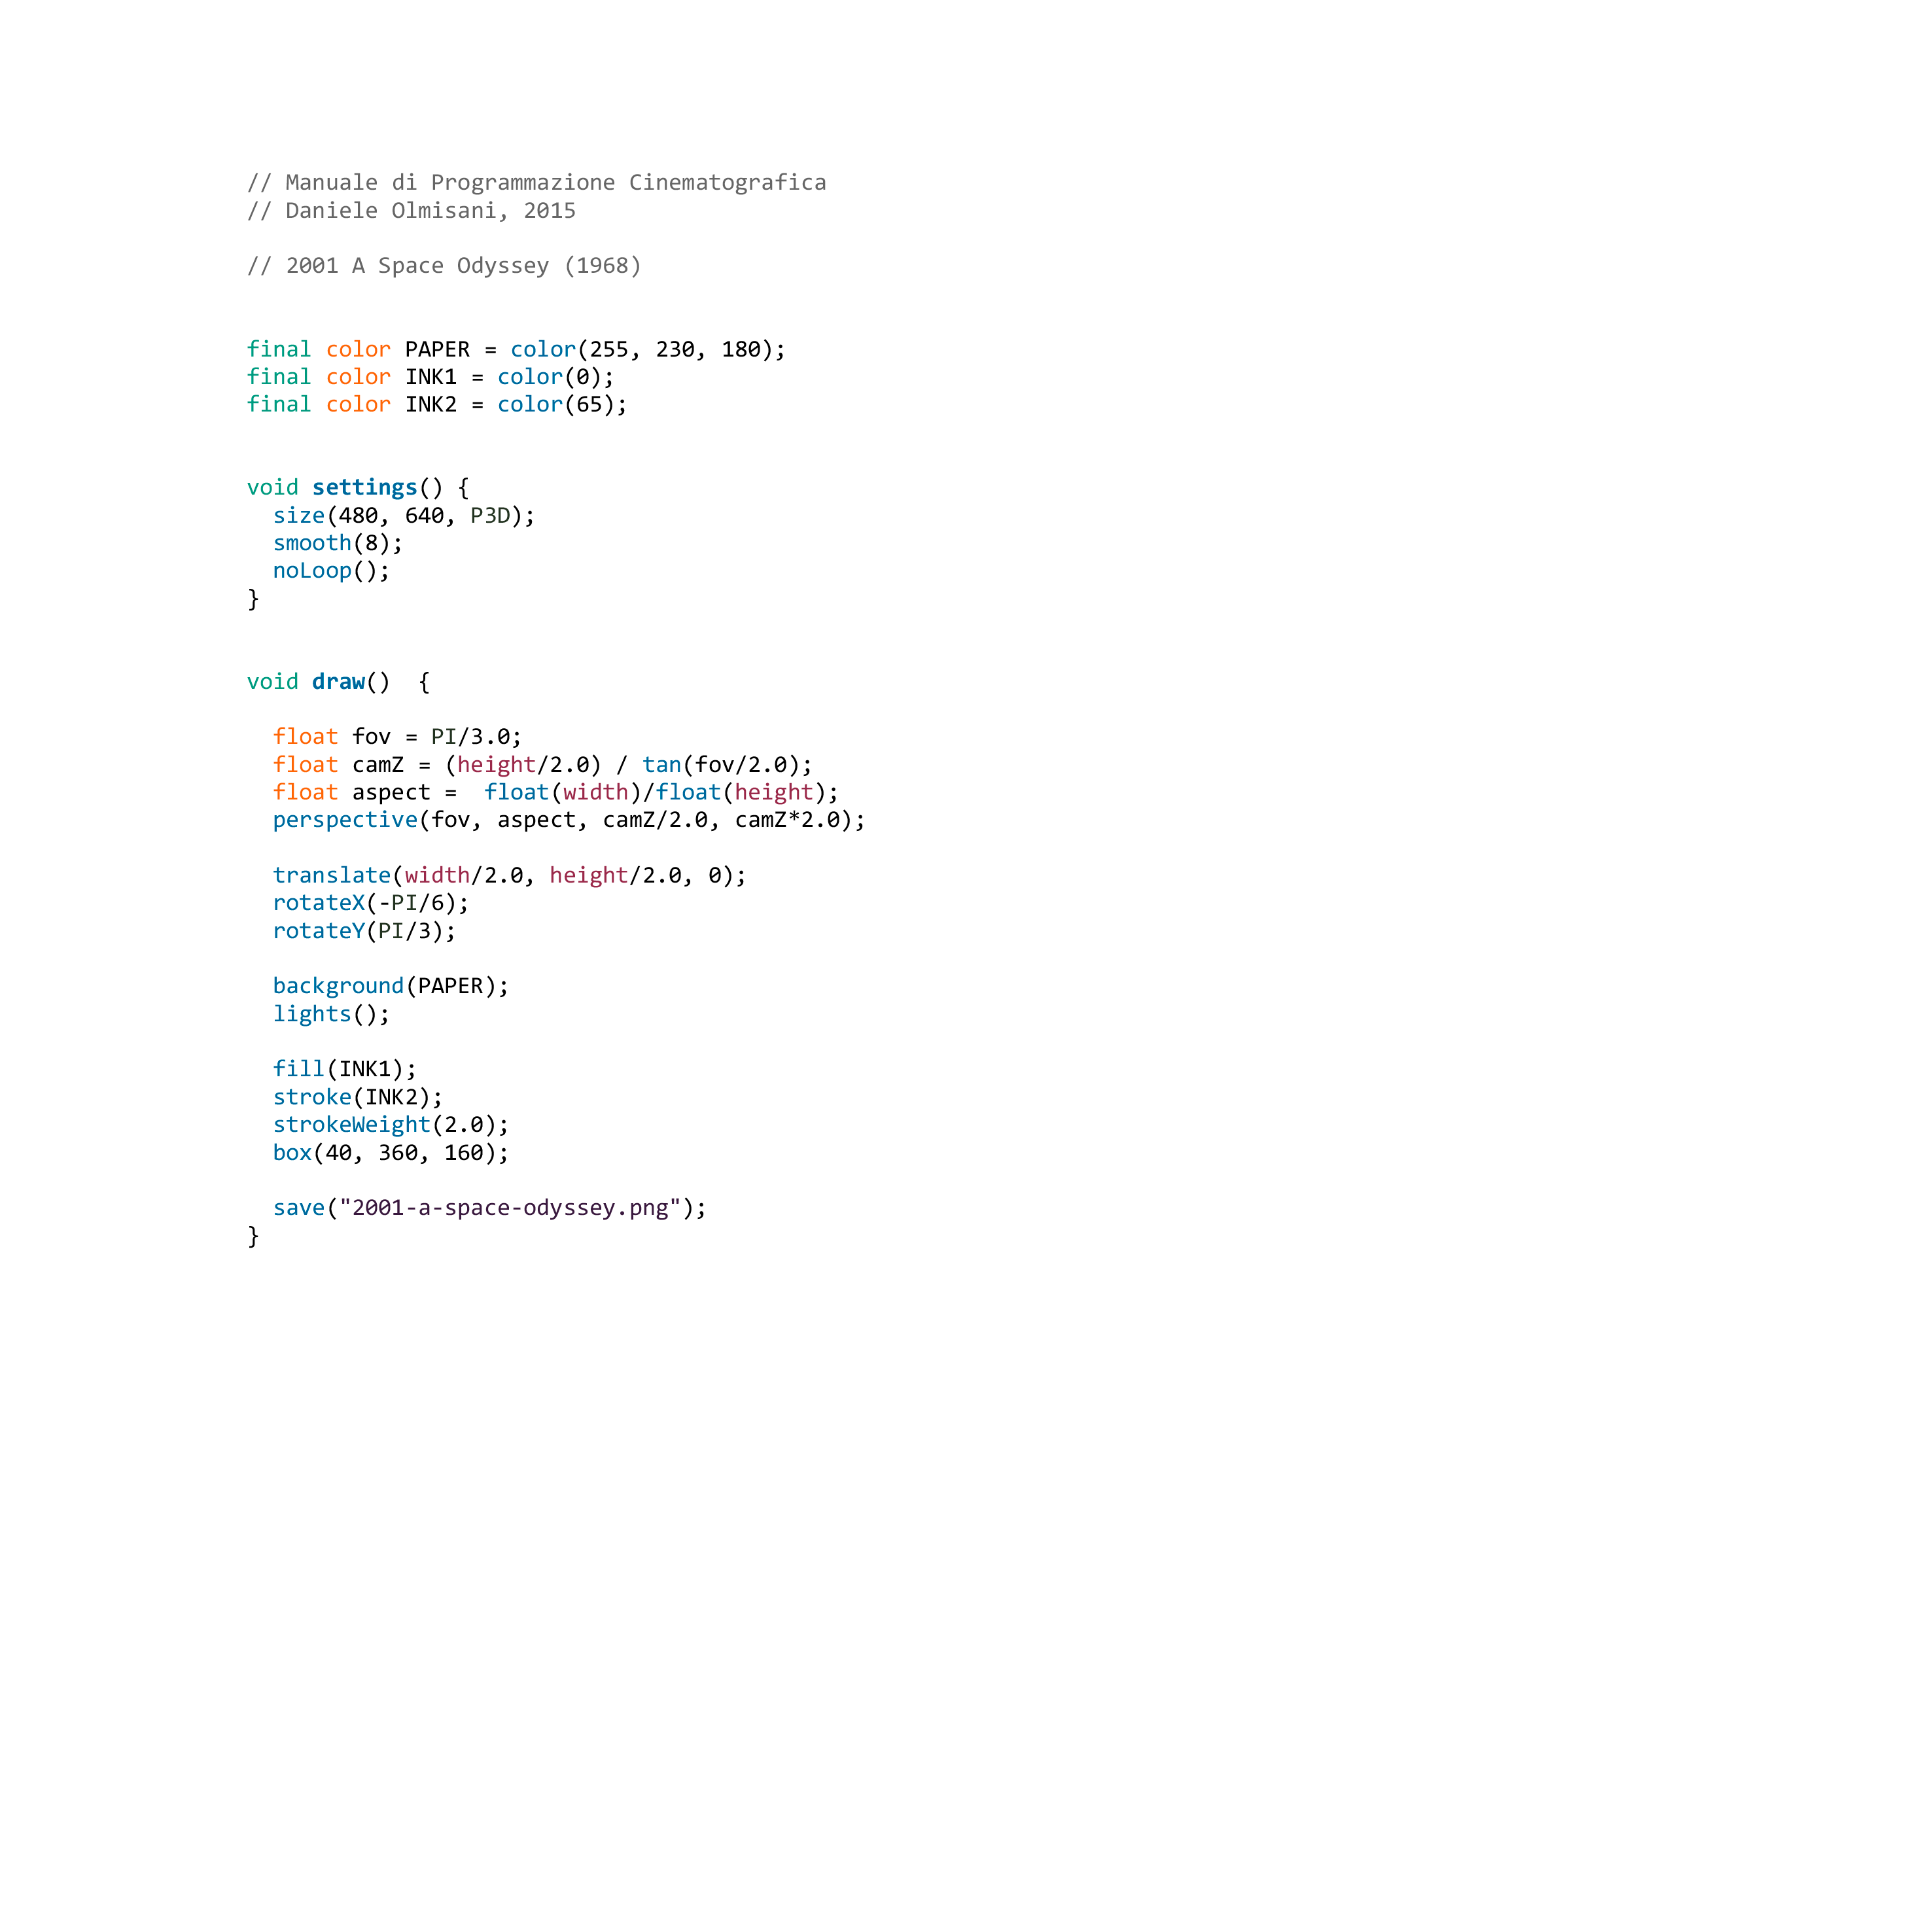 // Manuale di Programmazione Cinematografica
// Daniele Olmisani, 2015
// 2001 A Space Odyssey (1968)
final color PAPER = color(255, 230, 180);
final color INK1 = color(0);
final color INK2 = color(65);
void settings() {
  size(480, 640, P3D);
  smooth(8);
  noLoop();
}
void draw()  {
  float fov = PI/3.0;
  float camZ = (height/2.0) / tan(fov/2.0);
  float aspect =  float(width)/float(height);
  perspective(fov, aspect, camZ/2.0, camZ*2.0);
  translate(width/2.0, height/2.0, 0);
  rotateX(-PI/6);
  rotateY(PI/3);
  background(PAPER);
  lights();
  fill(INK1);
  stroke(INK2);
  strokeWeight(2.0);
  box(40, 360, 160);
  save("2001-a-space-odyssey.png");
}